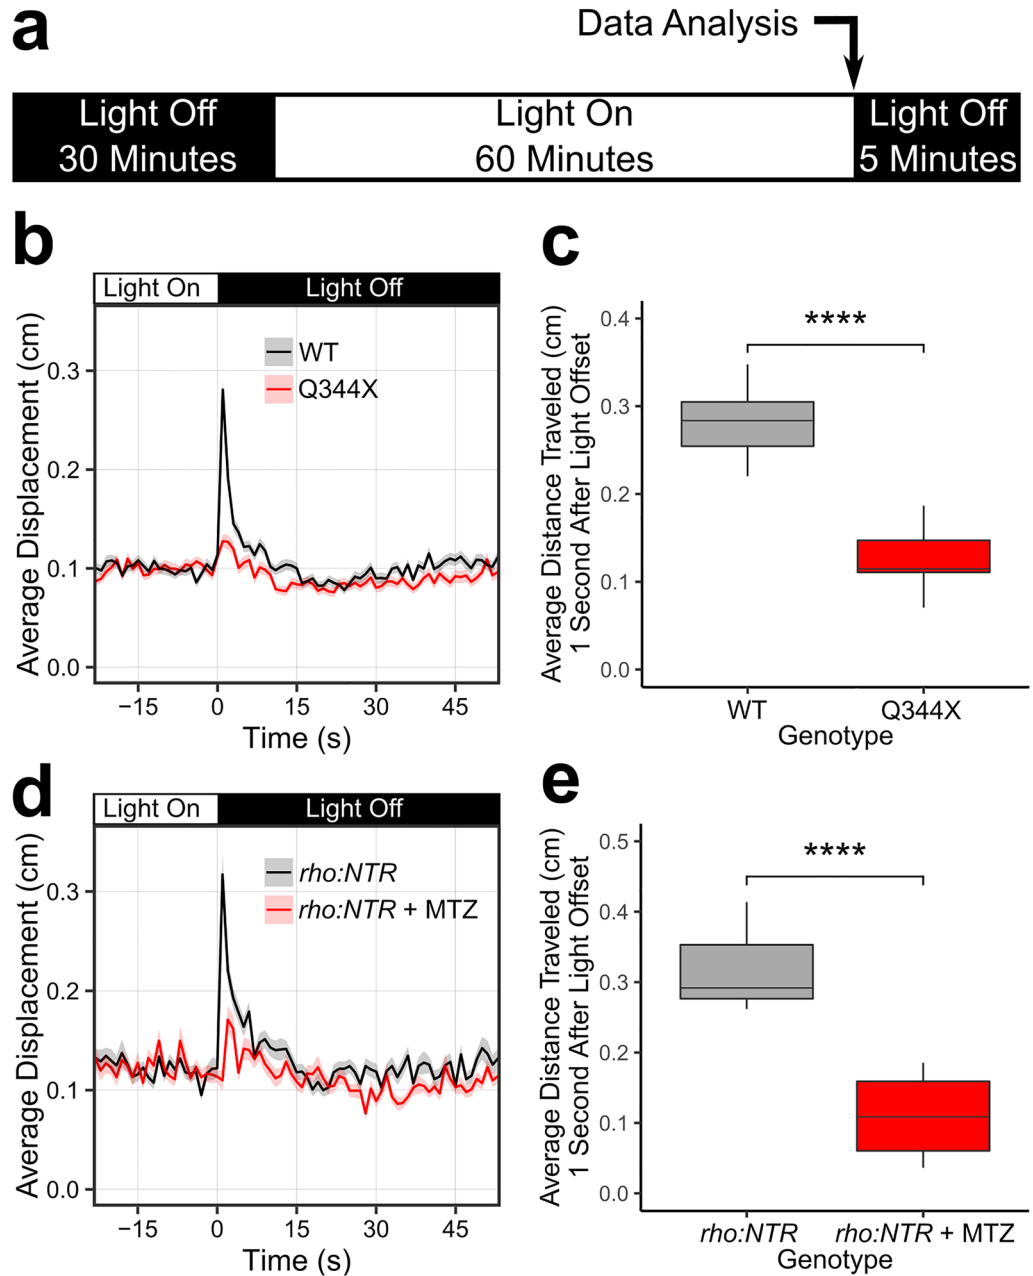 a
Data Analysis
Light Off
30 Minutes
Light On
60 Minutes
Light Off
5 Minutes
b
Light On
Light Off
WT
Q344X
Average Displacement (cm)
0.3
0.2
0.1
0.0
−15
0
15
30
45
Time (s)
c
****
Average Distance Traveled (cm)
1 Second After Light Offset
0.4
0.3
0.2
0.1
0.0
WT
Q344X
Genotype
d
Light On
Light Off
rho:NTR
rho:NTR + MTZ
Average Displacement (cm)
0.3
0.2
0.1
0.0
−15
0
15
30
45
Time (s)
e
****
Average Distance Traveled (cm)
1 Second After Light Offset
0.5
0.4
0.3
0.2
0.1
0.0
rho:NTR
rho:NTR + MTZ
Genotype